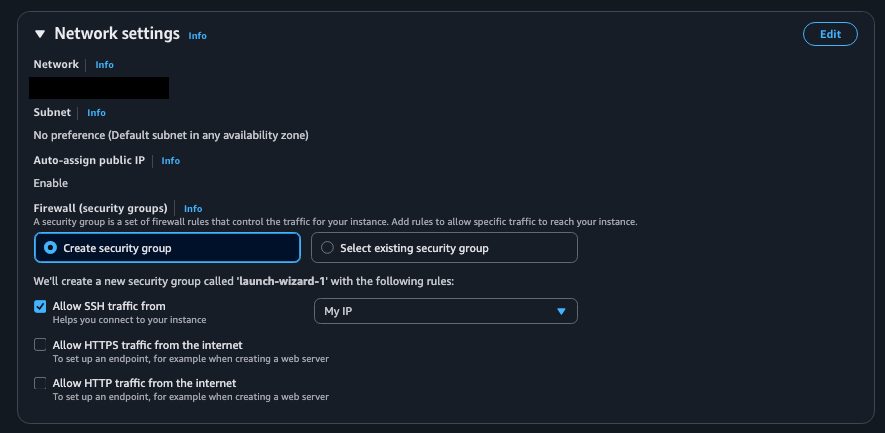 Network settings Info
Edit
Network Info
Subnet Info
No preference (Default subnet in any availability zone)
Auto-assign public IP Info
Enable
Firewall (security groups) Info
A security group is a set of firewall rules that control the traffic for your instance. Add rules to allow specific traffic to reach your instance.
Create security group
Select existing security group
We'll create a new security group called 'launch-wizard-1' with the following rules:
Allow SSH traffic from
Helps you connect to your instance
My IP
Allow HTTPS traffic from the internet
To set up an endpoint, for example when creating a web server
Allow HTTP traffic from the internet
To set up an endpoint, for example when creating a web server